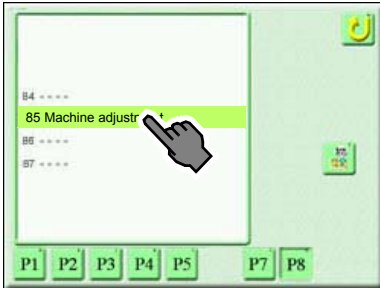 84 ----
85 Machine adjustm t
86 ----
87 ----
P1 P2 P3 P4 P5 P7 P8